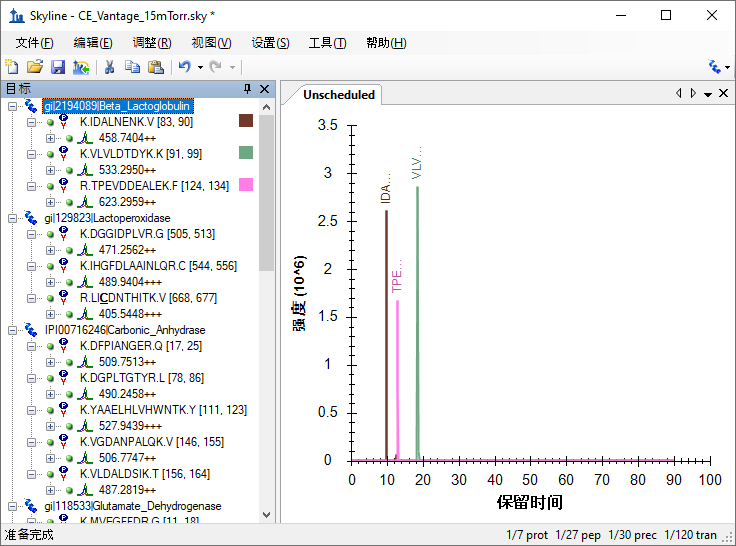 Skyline - CE_Vantage_15mTorr.sky *
文件(F) 编辑(E) 调整(R) 视图(V) 设置(S) 工具(T) 帮助(H)
目标
gi|2194089|Beta_Lactoglobulin
K.IDALNENK.V [83, 90]
458.7404++
K.VLVLDTDYK.K [91, 99]
533.2950++
R.TPEVDDEALEK.F [124, 134]
623.2959++
gi|129823|Lactoperoxidase
K.DGGIDPLVR.G [505, 513]
471.2562++
K.IHGFDLAAINLQR.C [544, 556]
489.9404+++
R.LICDNTHITK.V [668, 677]
405.5448+++
IPI00716246|Carbonic_Anhydrase
K.DFPIANGER.Q [17, 25]
509.7513++
K.DGPLTGTYR.L [78, 86]
490.2458++
K.YAAELHLVHWNTK.Y [111, 123]
527.9439+++
K.VGDANPALQK.V [146, 155]
506.7747++
K.VLDALDSIK.T [156, 164]
487.2819++
gi|118533|Glutamate_Dehydrogenase
K.MVEGFFDR.G [11, 18]
Unscheduled
3.5
3
2.5
2
1.5
1
0.5
0
强度 (10^6)
IDA...
TPE...
VLV...
0 10 20 30 40 50 60 70 80 90 100
保留时间
准备完成
1/7 prot 1/27 pep 1/30 prec 1/120 tran